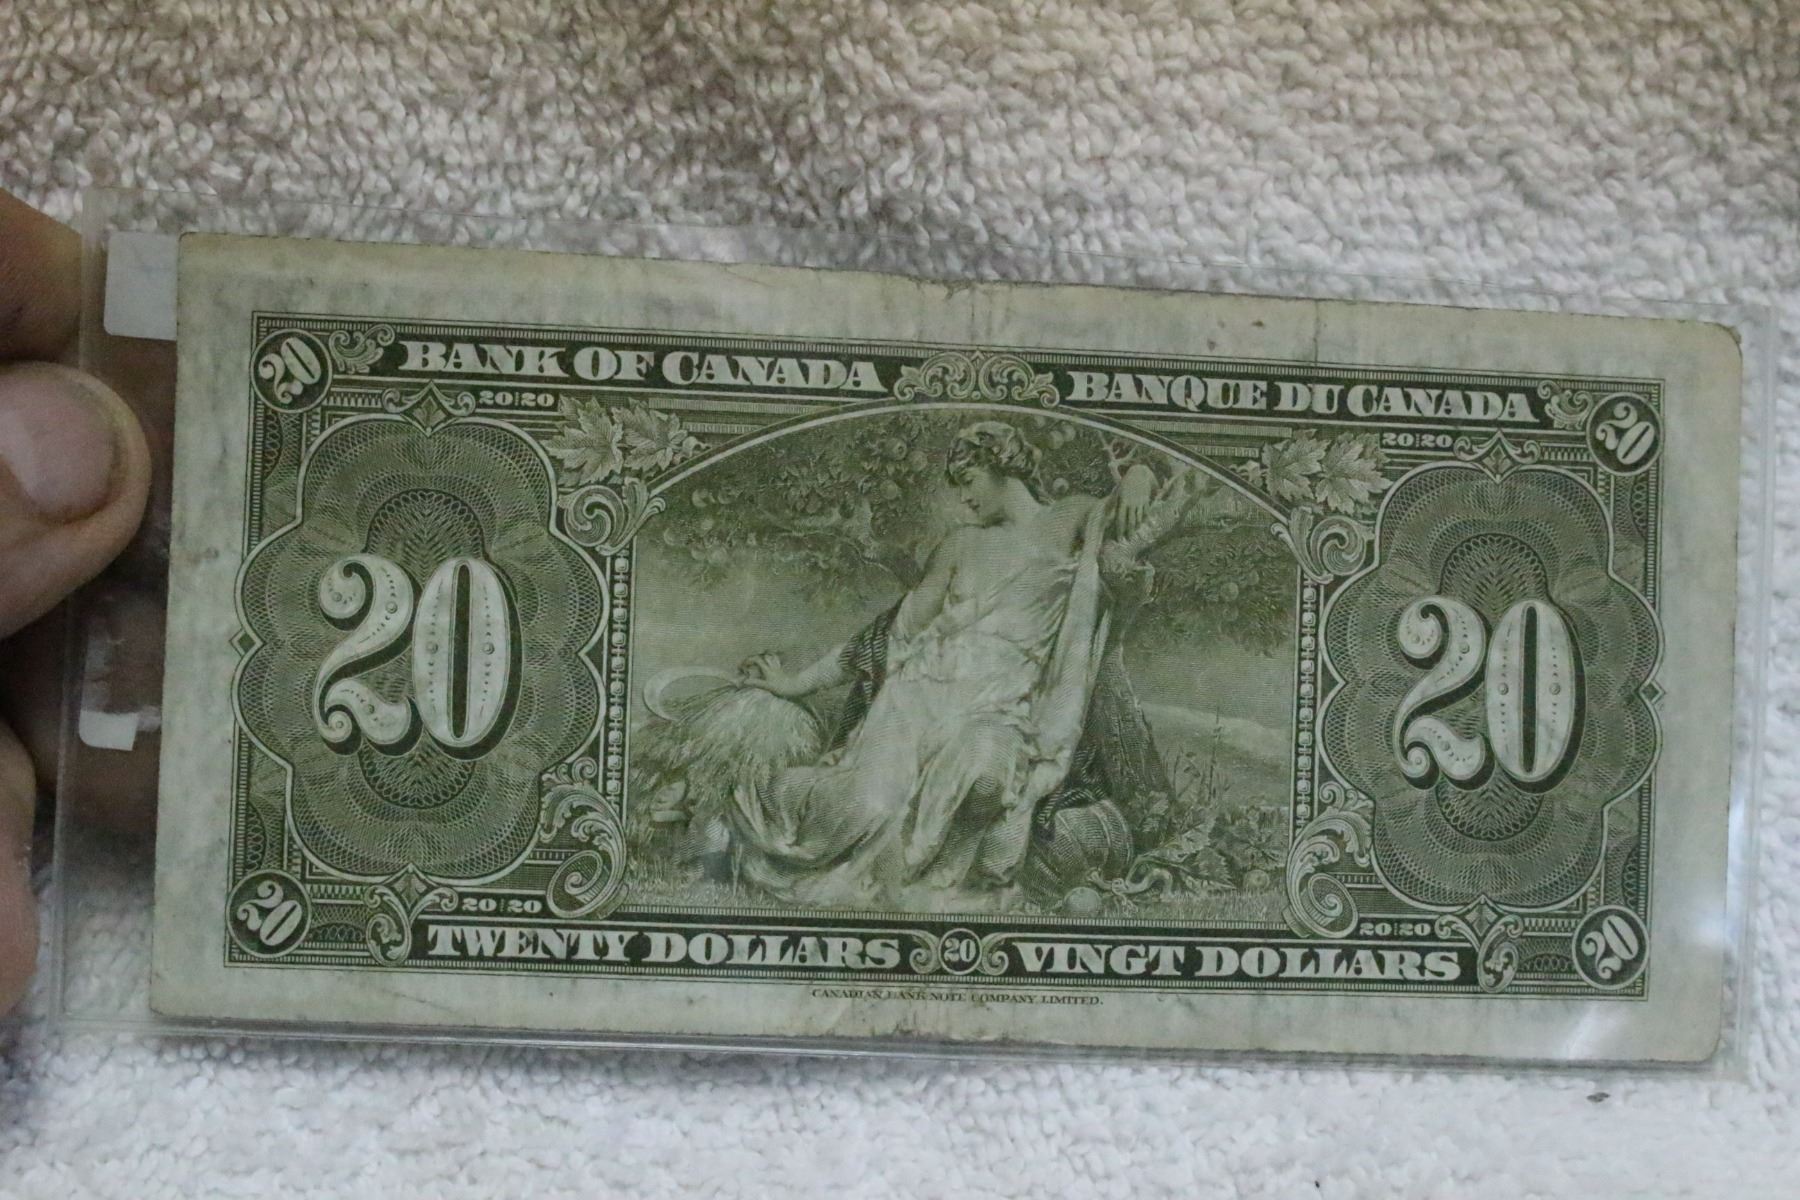 20 BANK OF CANADA BANQUE DU CANADA 20
20 20 20 20
20 20
20 20 20 20
20 TWENTY DOLLARS 20 VINGT DOLLARS 20
CANADIAN BANK NOTE COMPANY, LIMITED.